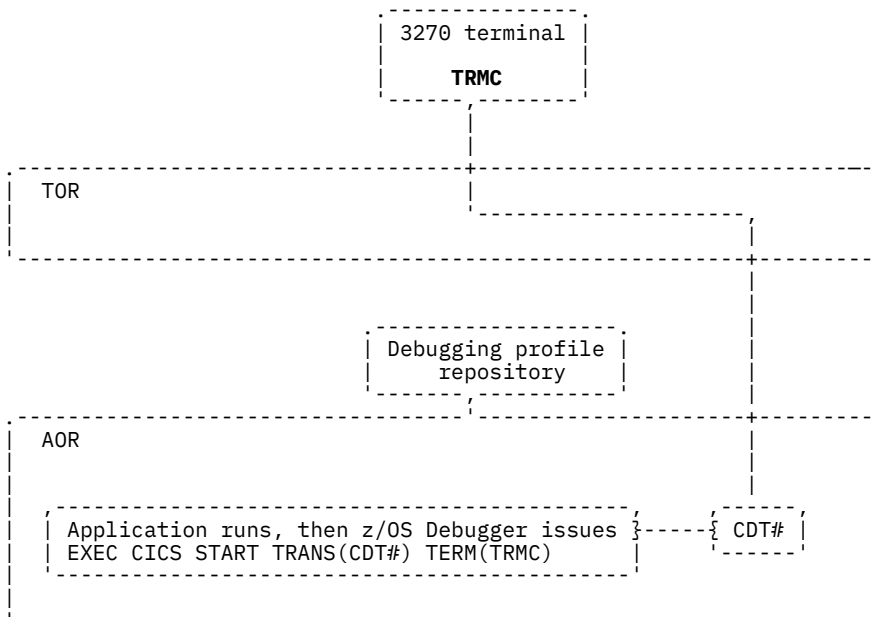 3270 terminal
TRMC
TOR
Debugging profile
repository
AOR
Application runs, then z/OS Debugger issues
EXEC CICS START TRANS(CDT#) TERM(TRMC)
CDT#